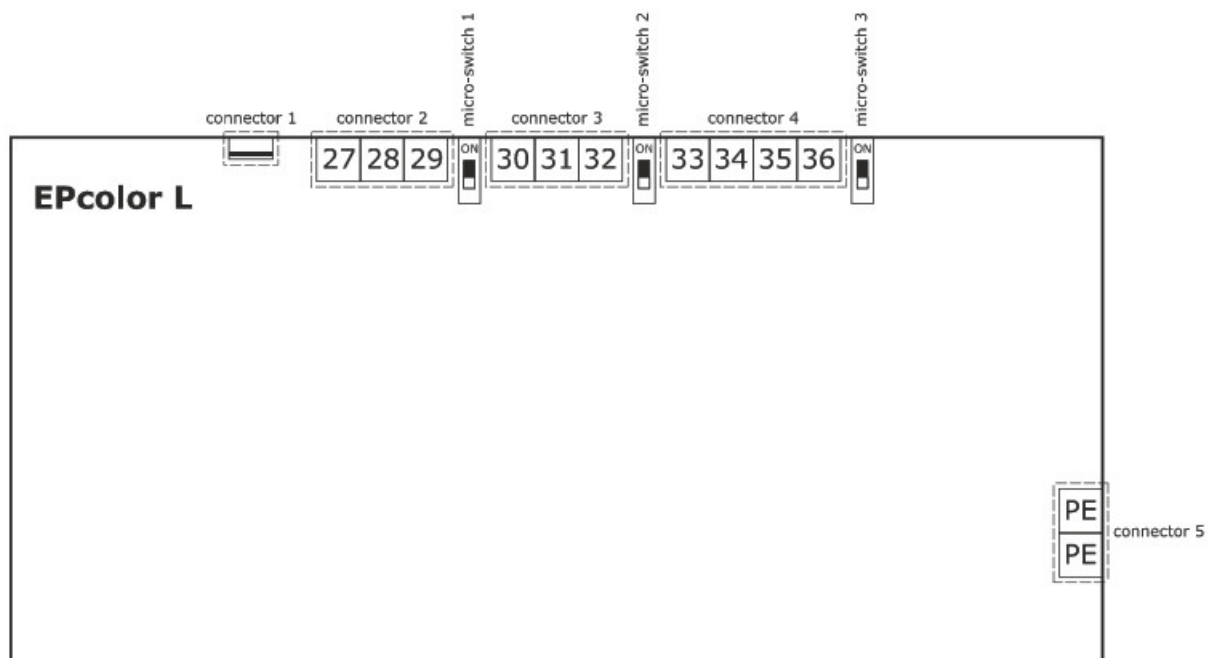 micro-switch 1
micro-switch 2
micro-switch 3
connector 1
connector 2
connector 3
connector 4
27 28 29 ON 30 31 32 ON 33 34 35 36 ON
EPcolor L
PE
connector 5
PE